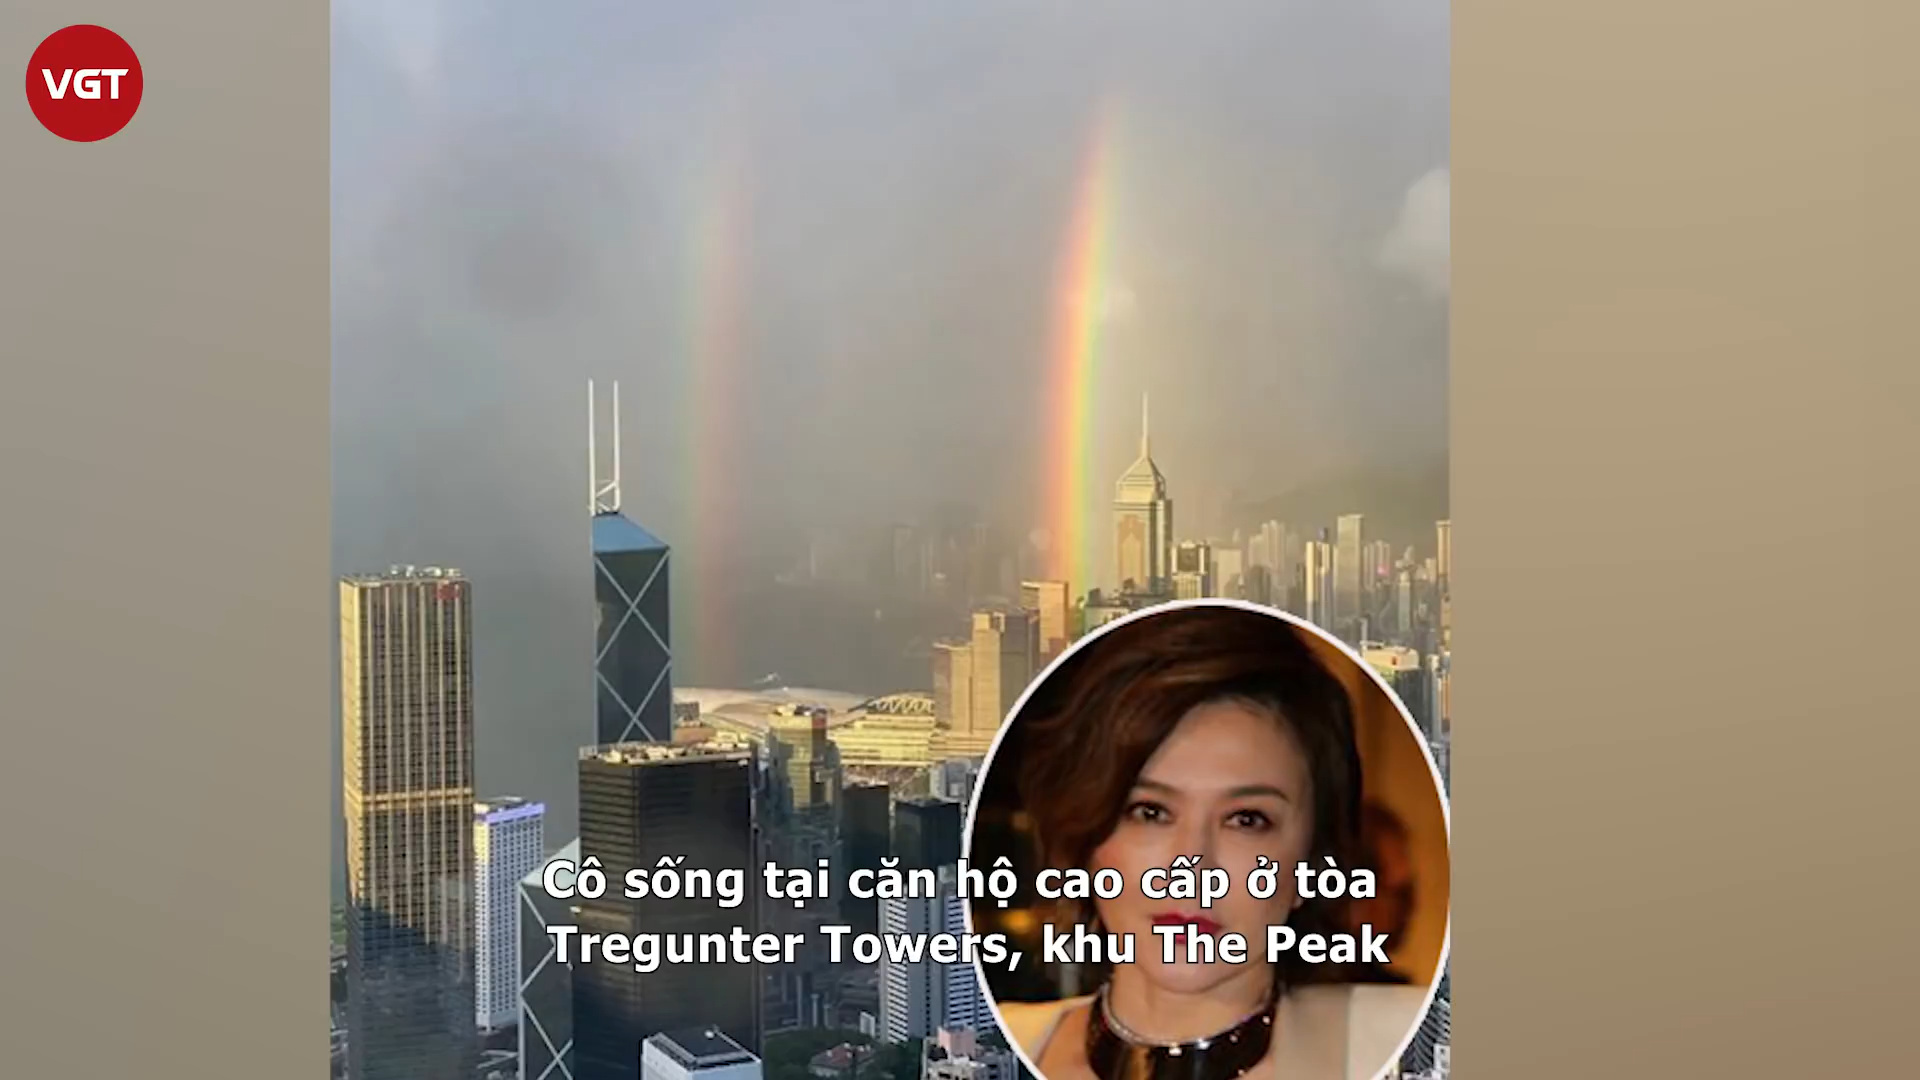 VGT
Cô sống tại căn hộ cao cấp ở tòa
Tregunter Towers, khu The Peak